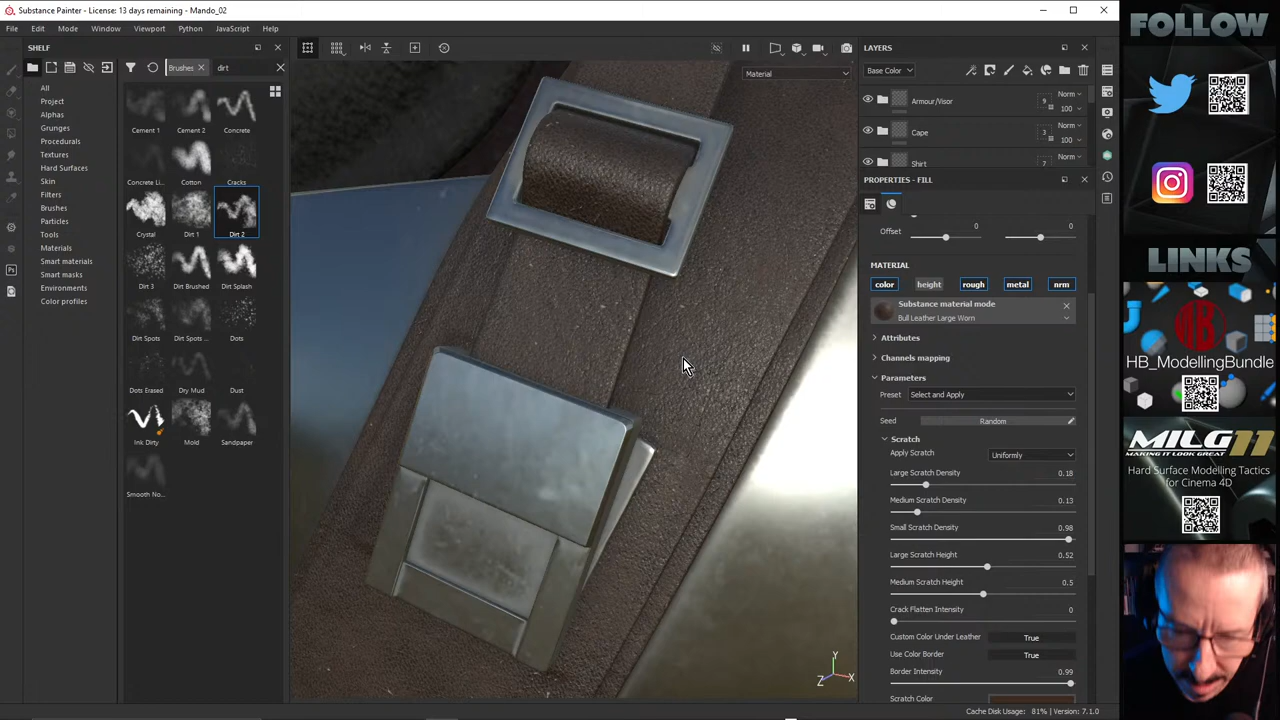 Substance Painter - License: 13 days remaining - Mando_02
File Edit Mode Window Viewport Python JavaScript Help
SHELF
Brushes
dirt
All
Project
Alphas
Grunges
Procedurals
Textures
Hard Surfaces
Skin
Filters
Brushes
Particles
Tools
Materials
Smart materials
Smart masks
Environments
Color profiles
Cement 1 Cement 2 Concrete
Concrete Li... Cotton Cracks
Crystal Dirt 1 Dirt 2
Dirt 3 Dirt Brushed Dirt Splash
Dirt Spots Dirt Spots ... Dots
Dots Erased Dry Mud Dust
Ink Dirty Mold Sandpaper
Smooth No...
Ps
Material
Y
Z
X
LAYERS
Base Color
Armour/Visor
Norm
9
100
Cape
Norm
3
100
Shirt
Norm
7
PROPERTIES - FILL
Offset 0 0
MATERIAL
color height rough metal nrm
Substance material mode
Bull Leather Large Worn
Attributes
Channels mapping
Parameters
Preset Select and Apply
Seed Random
Scratch
Apply Scratch Uniformly
Large Scratch Density 0.18
Medium Scratch Density 0.13
Small Scratch Density 0.98
Large Scratch Height 0.52
Medium Scratch Height 0.5
Crack Flatten Intensity 0
Custom Color Under Leather True
Use Color Border True
Border Intensity 0.99
Scratch Color
Cache Disk Usage: 81% | Version: 7.1.0
FOLLOW
LINKS
HB_ModellingBundle
MILG11
MAKING IT LOOK GREAT
Hard Surface Modelling Tactics
for Cinema 4D